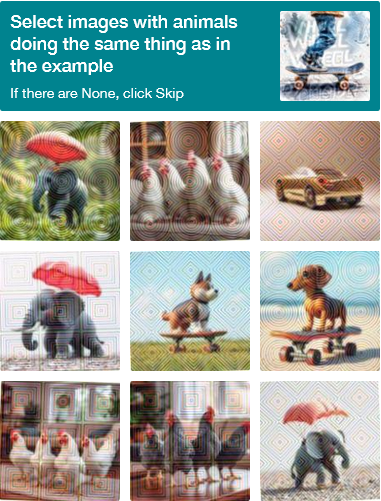 Select images with animals
doing the same thing as in
the example
If there are None, click Skip